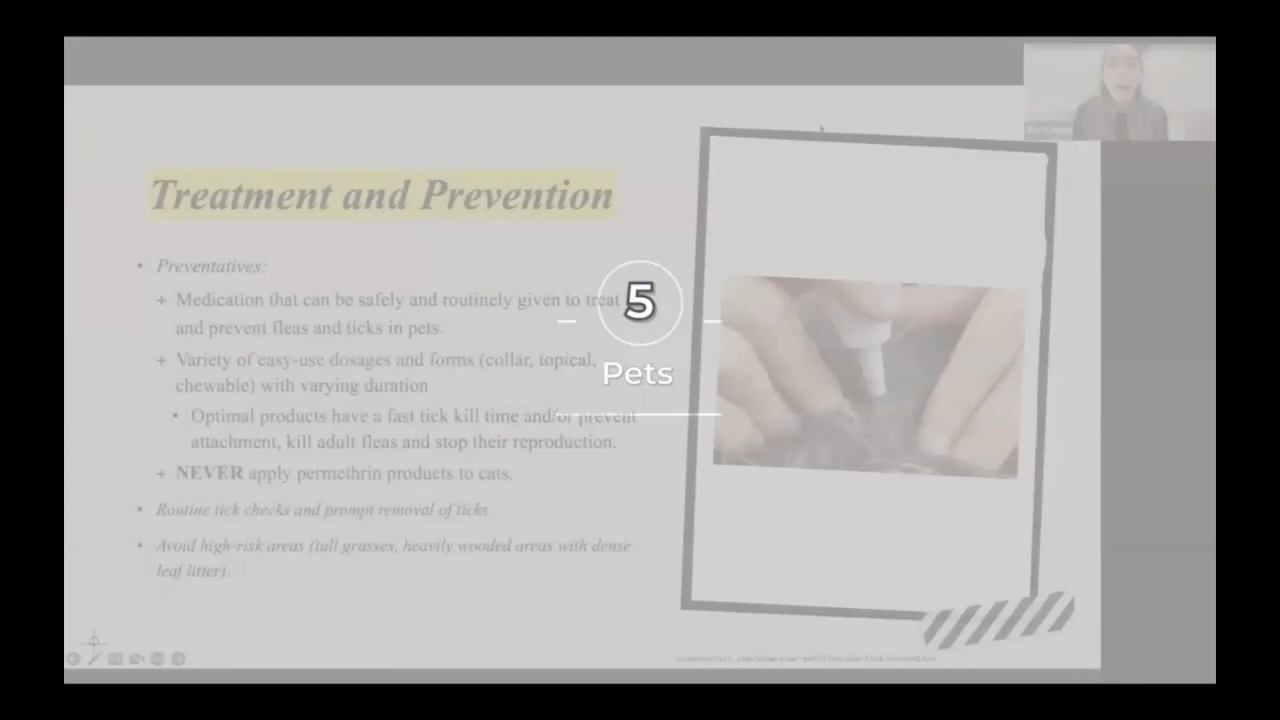 Treatment and Prevention
• Preventatives:
+ Medication that can be safely and routinely given to treat
and prevent fleas and ticks in pets.
+ Variety of easy-use dosages and forms (collar, topical,
chewable) with varying duration
• Optimal products have a fast tick kill time and/or prevent
attachment, kill adult fleas and stop their reproduction.
+ NEVER apply permethrin products to cats.
• Routine tick checks and prompt removal of ticks
• Avoid high-risk areas (tall grasses, heavily wooded areas with dense
leaf litter).
5
Pets